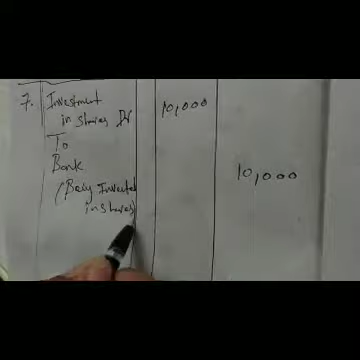 7. Investment 10,000
in shares Dr
To
Bank 10,000
(Being Invested
in shares)